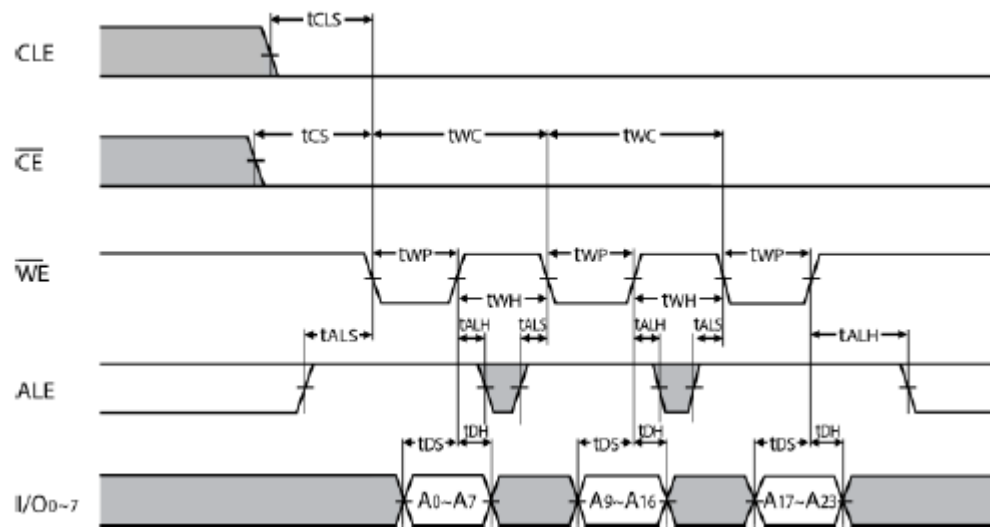 tCLS
CLE
tCS tWC tWC
CE
tWP tWP tWP
WE
tWH tWH
tALS tALH tALS tALH tALS tALH
ALE
tDS tDH tDS tDH tDS tDH
I/O0~7 A0~A7 A9~A16 A17~A23